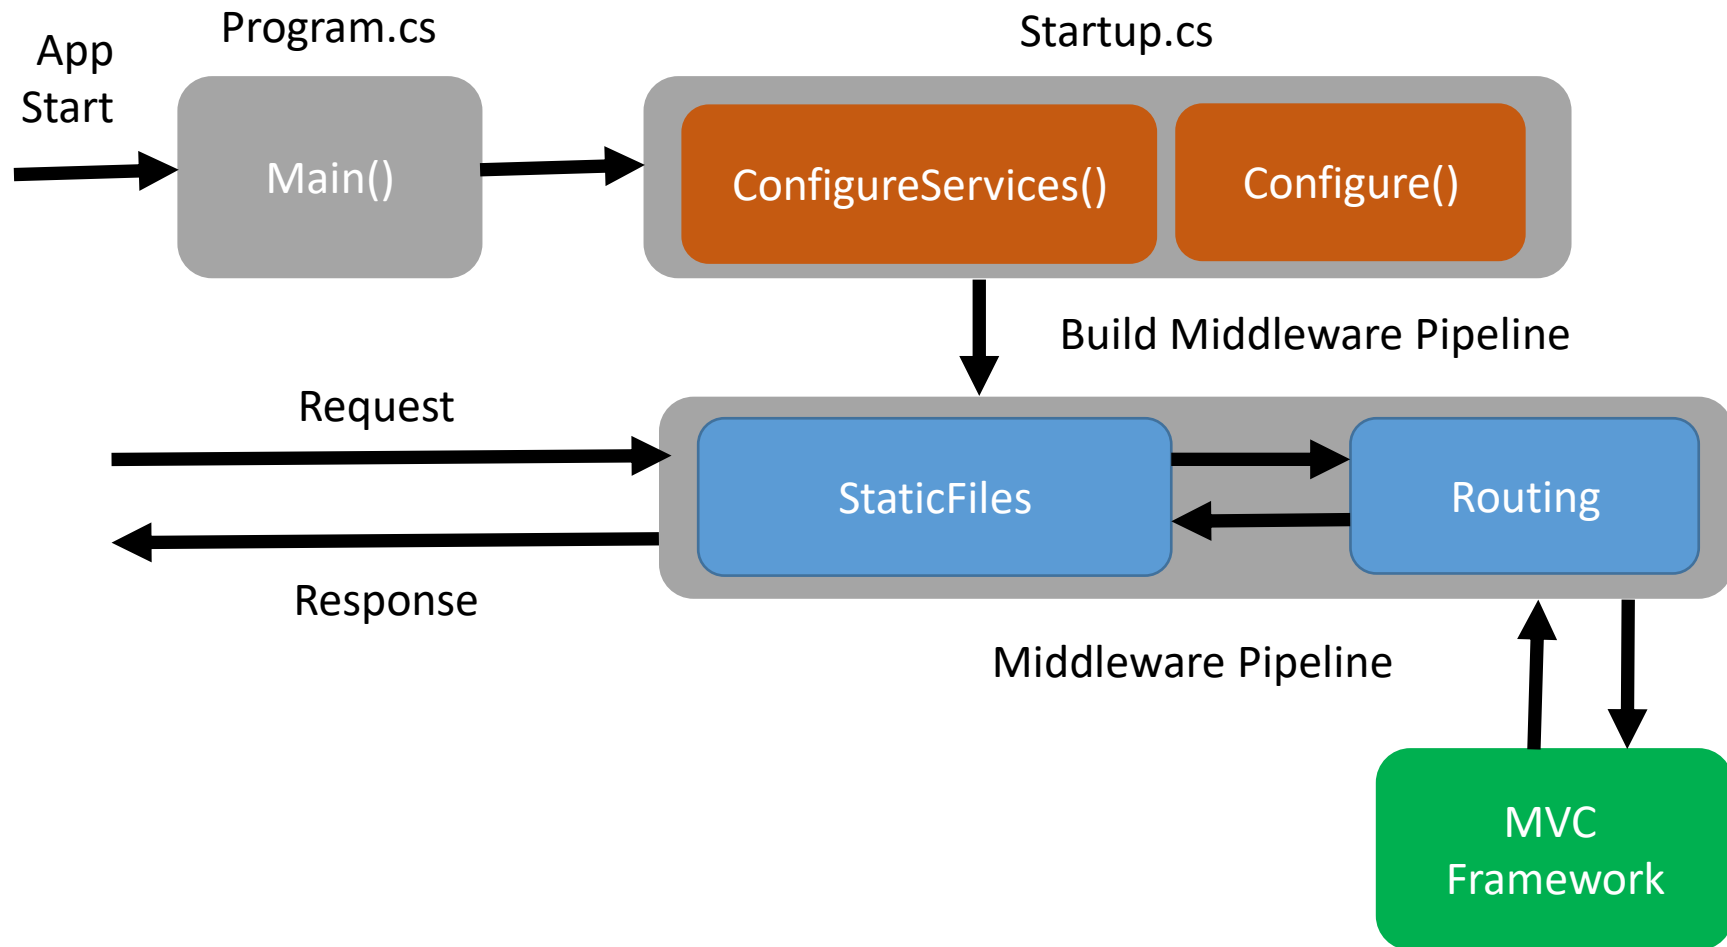 App
Start
Program.cs
Startup.cs
Main()
ConfigureServices()
Configure()
Build Middleware Pipeline
Request
StaticFiles
Routing
Response
Middleware Pipeline
MVC
Framework